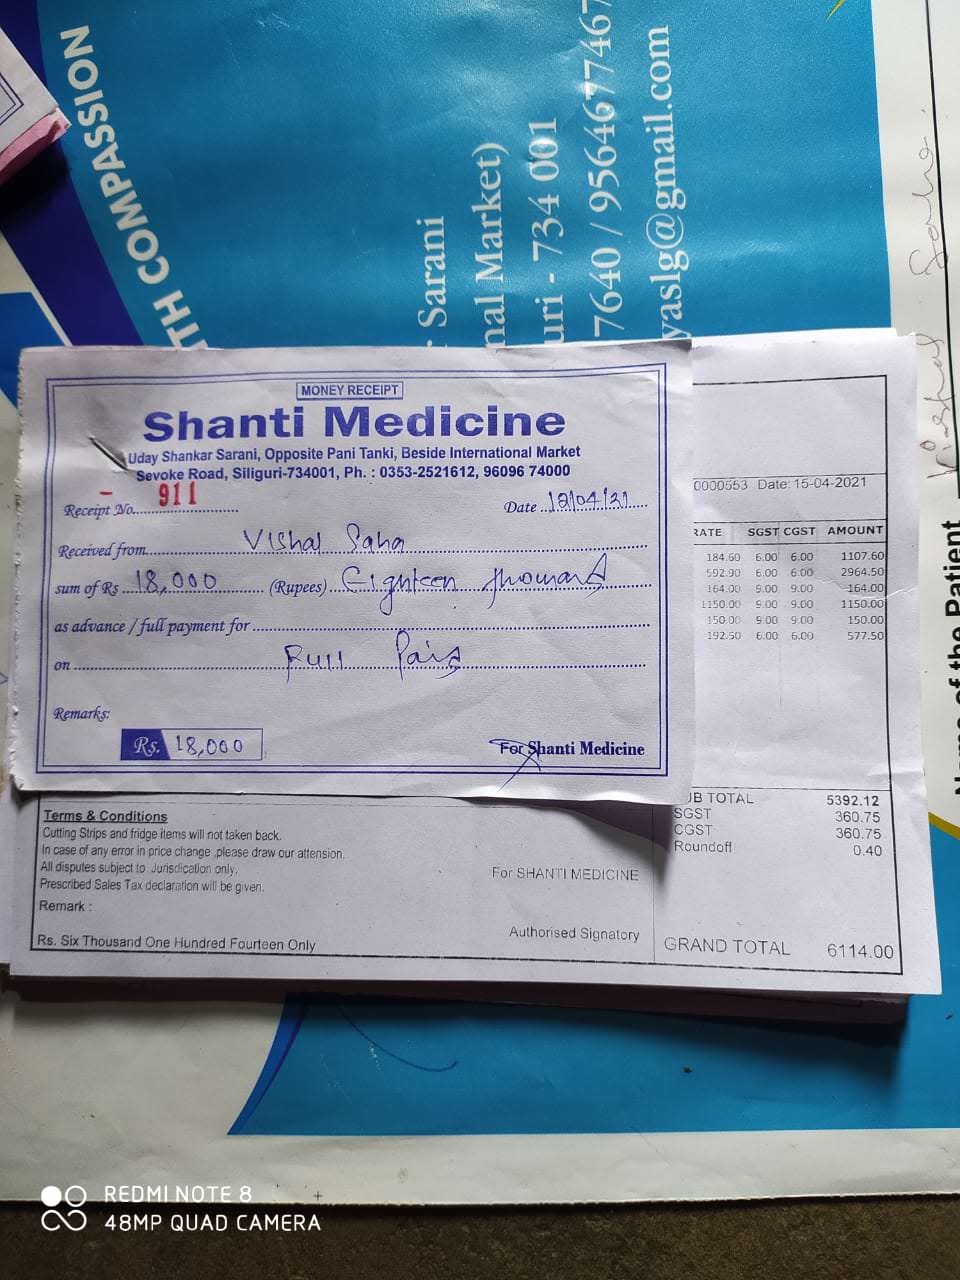 TH COMPASSION
Sarani
nal Market)
uri - 734 001
7640 / 9564677467
yaslg@gmail.com
Vishal Saha
Name of the Patient
MONEY RECEIPT
Shanti Medicine
Uday Shankar Sarani, Opposite Pani Tanki, Beside International Market
Sevoke Road, Siliguri-734001, Ph. : 0353-2521612, 96096 74000
Receipt No. 911 Date 12/04/21
Received from Vishal Saha
sum of Rs 18,000 (Rupees) Eighteen thousand
as advance / full payment for
on Full Paid
Remarks:
Rs. 18,000
For Shanti Medicine
0000553 Date: 15-04-2021
RATE SGST CGST AMOUNT
184.60 6.00 6.00 1107.60
592.90 6.00 6.00 2964.50
164.00 9.00 9.00 164.00
1150.00 9.00 9.00 1150.00
150.00 9.00 9.00 150.00
192.50 6.00 6.00 577.50
UB TOTAL 5392.12
SGST 360.75
CGST 360.75
Roundoff 0.40
GRAND TOTAL 6114.00
Terms & Conditions
Cutting Strips and fridge items will not taken back.
In case of any error in price change ,please draw our attension.
All disputes subject to Jurisdication only.
Prescribed Sales Tax declaration will be given.
Remark :
For SHANTI MEDICINE
Authorised Signatory
Rs. Six Thousand One Hundred Fourteen Only
REDMI NOTE 8
48MP QUAD CAMERA